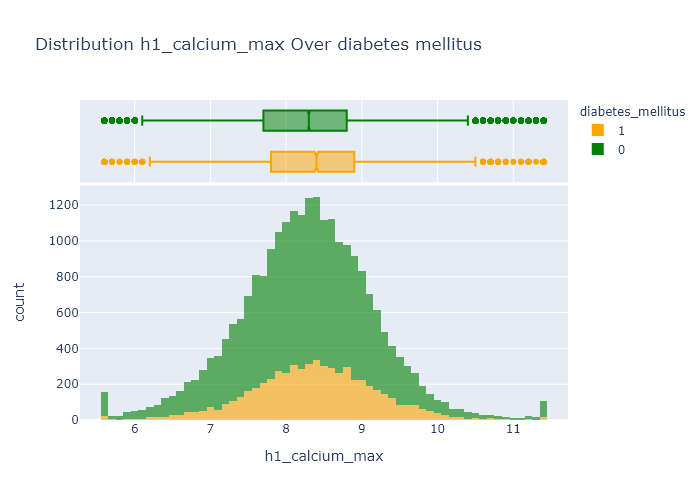 Distribution h1_calcium_max Over diabetes mellitus
diabetes_mellitus
1
0
1200
1000
800
600
400
200
0
count
6 7 8 9 10 11
h1_calcium_max